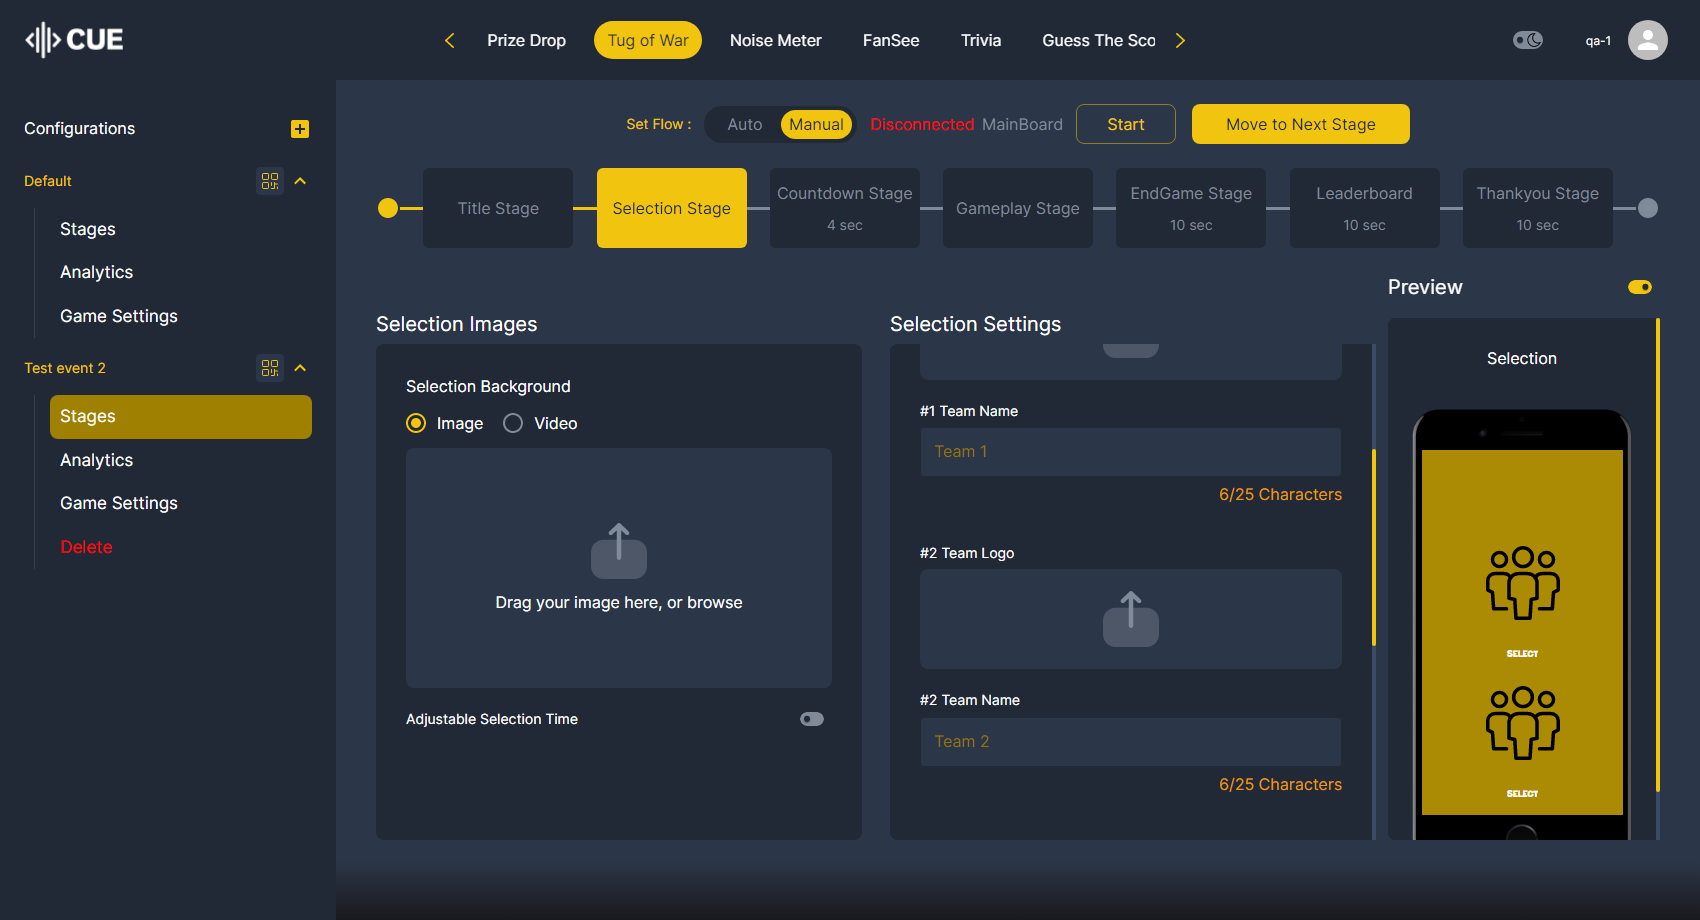 CUE
Prize Drop
Tug of War
Noise Meter
FanSee
Trivia
Guess The Sco
qa-1
Configurations
Default
Stages
Analytics
Game Settings
Test event 2
Stages
Analytics
Game Settings
Delete
Set Flow :
Auto
Manual
Disconnected MainBoard
Start
Move to Next Stage
Title Stage
Selection Stage
Countdown Stage
4 sec
Gameplay Stage
EndGame Stage
10 sec
Leaderboard
10 sec
Thankyou Stage
10 sec
Selection Images
Selection Background
Image
Video
Drag your image here, or browse
Adjustable Selection Time
Selection Settings
#1 Team Name
Team 1
6/25 Characters
#2 Team Logo
#2 Team Name
Team 2
6/25 Characters
Preview
Selection
SELECT
SELECT